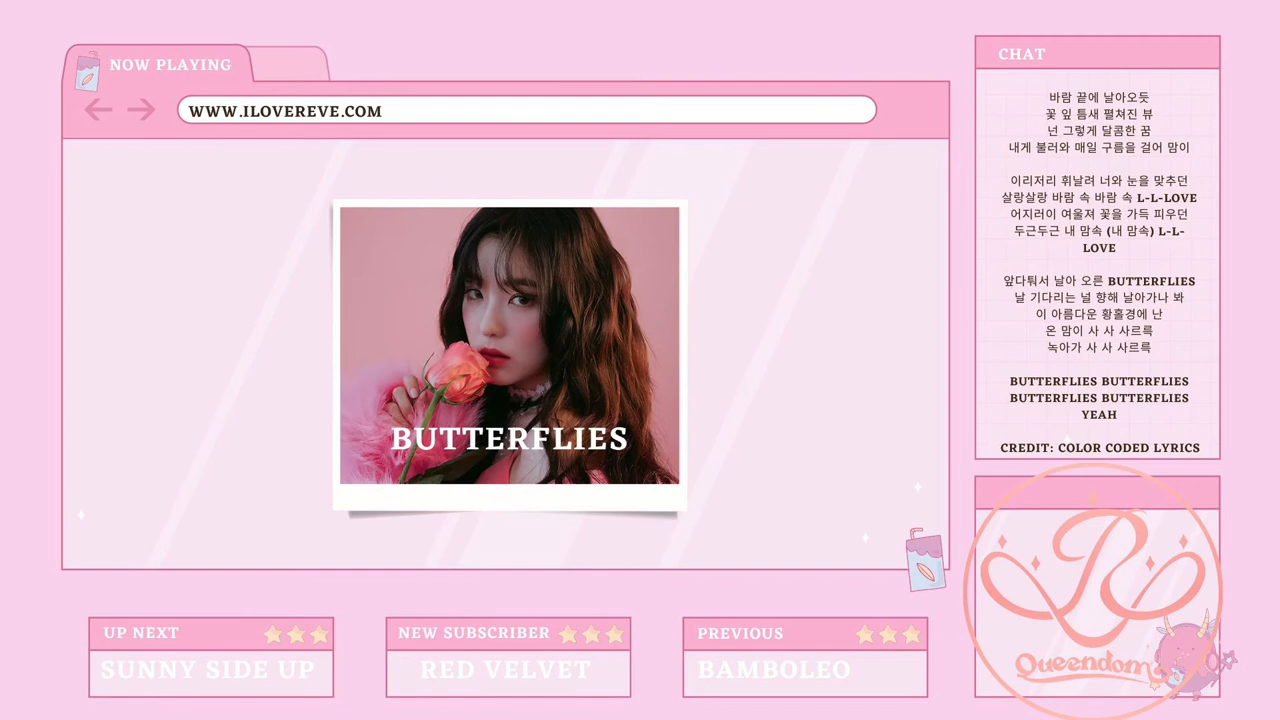 NOW PLAYING
WWW.ILOVEREVE.COM
BUTTERFLIES
CHAT
바람 끝에 날아오듯
꽃 잎 틈새 펼쳐진 뷰
넌 그렇게 달콤한 꿈
내게 불러와 매일 구름을 걸어 맘이
이리저리 휘날려 너와 눈을 맞추던
살랑살랑 바람 속 바람 속 L-L-LOVE
어지러이 여울져 꽃을 가득 피우던
두근두근 내 맘속 (내 맘속) L-L-
LOVE
앞다퉈서 날아 오른 BUTTERFLIES
날 기다리는 널 향해 날아가나 봐
이 아름다운 황홀경에 난
온 맘이 사 사 사르륵
녹아가 사 사 사르륵
BUTTERFLIES BUTTERFLIES
BUTTERFLIES BUTTERFLIES
YEAH
CREDIT: COLOR CODED LYRICS
R
Queendom
UP NEXT
SUNNY SIDE UP
NEW SUBSCRIBER
RED VELVET
PREVIOUS
BAMBOLEO